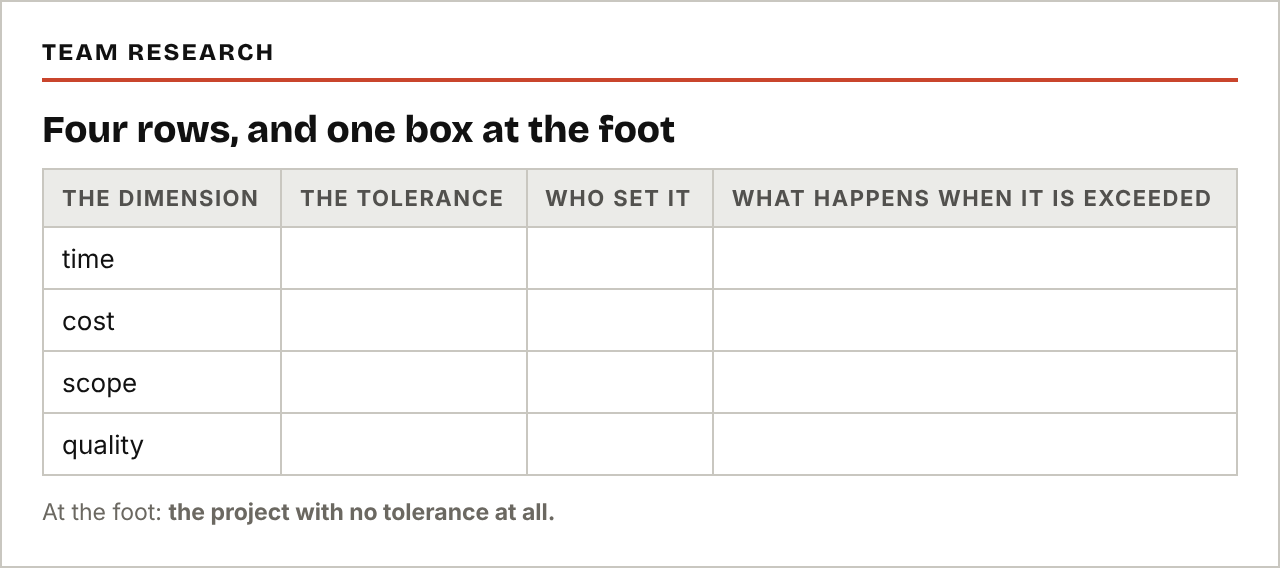 TEAM RESEARCH
Four rows, and one box at the foot
THE DIMENSION THE TOLERANCE WHO SET IT WHAT HAPPENS WHEN IT IS EXCEEDED
time
cost
scope
quality
At the foot: the project with no tolerance at all.